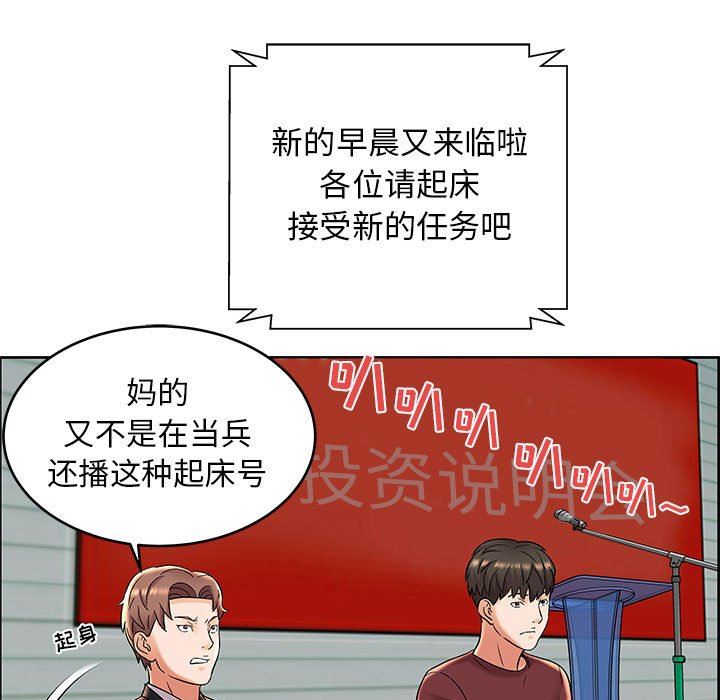 新的早晨又来临啦
各位请起床
接受新的任务吧
叭叭叭
叭叭叭~
妈的
又不是在当兵
还播这种起床号
投资说明会
起身